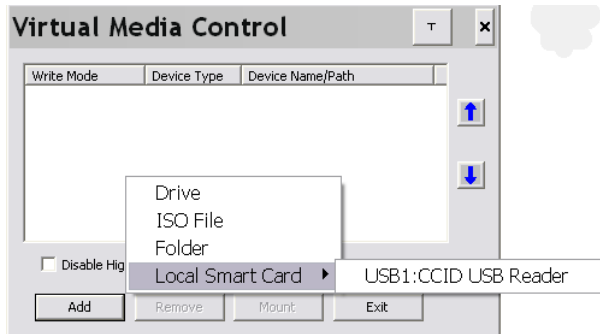 Virtual Media Control
T
×
Write Mode Device Type Device Name/Path
Drive
ISO File
Folder
Disable Hig
Local Smart Card
USB1:CCID USB Reader
Add Remove Mount Exit